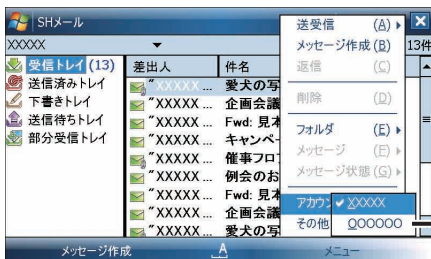 SHメール
XXXXX
13件
受信トレイ (13)
送信済みトレイ
下書きトレイ
送信待ちトレイ
部分受信トレイ
差出人 件名
"XXXXX ... 愛犬の写
"XXXXX ... 企画会議
"XXXXX ... Fwd: 見本
"XXXXX ... キャンペー
"XXXXX ... 催事フロ
"XXXXX ... 例会のお
"XXXXX ... Fwd: 見本
"XXXXX ... 企画会議
"XXXXX ... 愛犬の写
送受信 (A)
メッセージ作成 (B)
返信 (C)
削除 (D)
フォルダ (E)
メッセージ (F)
メッセージ状態 (G)
アカウン
その他
XXXXX
OOOOOO
メッセージ作成 A メニュー